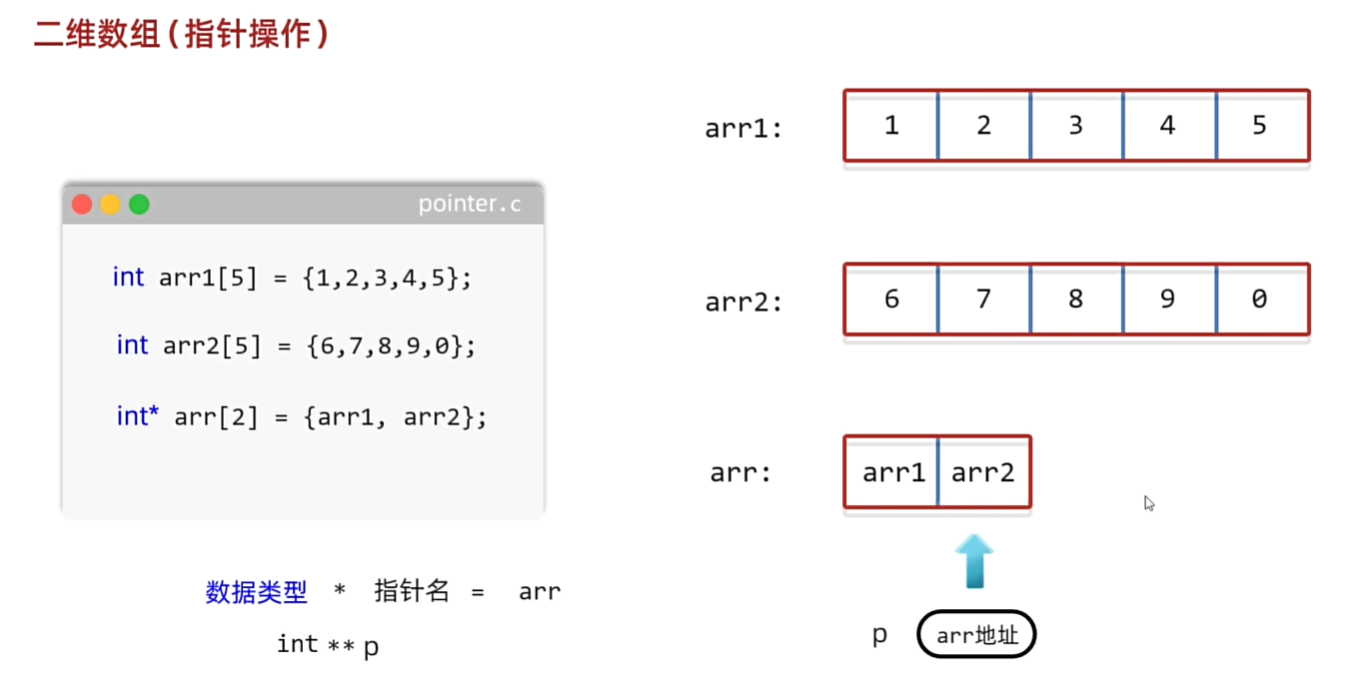 二维数组(指针操作)
arr1: 1 2 3 4 5
pointer.c
int arr1[5] = {1,2,3,4,5};
int arr2[5] = {6,7,8,9,0};
int* arr[2] = {arr1, arr2};
arr2: 6 7 8 9 0
arr: arr1 arr2
数据类型 * 指针名 = arr
int ** p
p arr地址